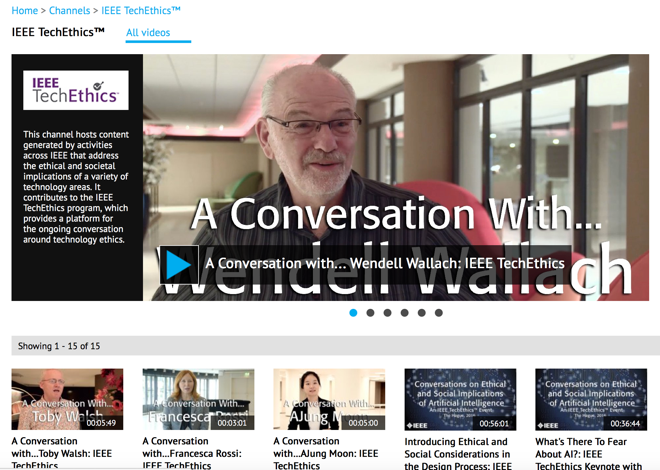 Home > Channels > IEEE TechEthics™
IEEE TechEthics™
All videos
IEEE
TechEthics™
This channel hosts content
generated by activities
across IEEE that address
the ethical and societal
implications of a variety of
technology areas. It
contributes to the IEEE
TechEthics program, which
provides a platform for
the ongoing conversation
around technology ethics.
A Conversation With...
Wendell Wallach
A Conversation with... Wendell Wallach: IEEE TechEthics
Showing 1 - 15 of 15
A Conversation With...
Toby Walsh
00:05:49
A Conversation With...
Francesca Rossi
00:03:01
A Conversation With...
AJung Moon
00:05:00
Conversations on Ethical
and Social Implications
of Artificial Intelligence
An IEEE TechEthics™ Event
IEEE
00:56:01
Conversations on Ethical
and Social Implications
of Artificial Intelligence
An IEEE TechEthics™ Event
IEEE
00:36:44
A Conversation
with...Toby Walsh: IEEE
TechEthics
A Conversation
with...Francesca Rossi:
IEEE TechEthics
A Conversation
with...AJung Moon: IEEE
TechEthics
Introducing Ethical and
Social Considerations in
the Design Process: IEEE
What's There To Fear
About AI?: IEEE
TechEthics Keynote with